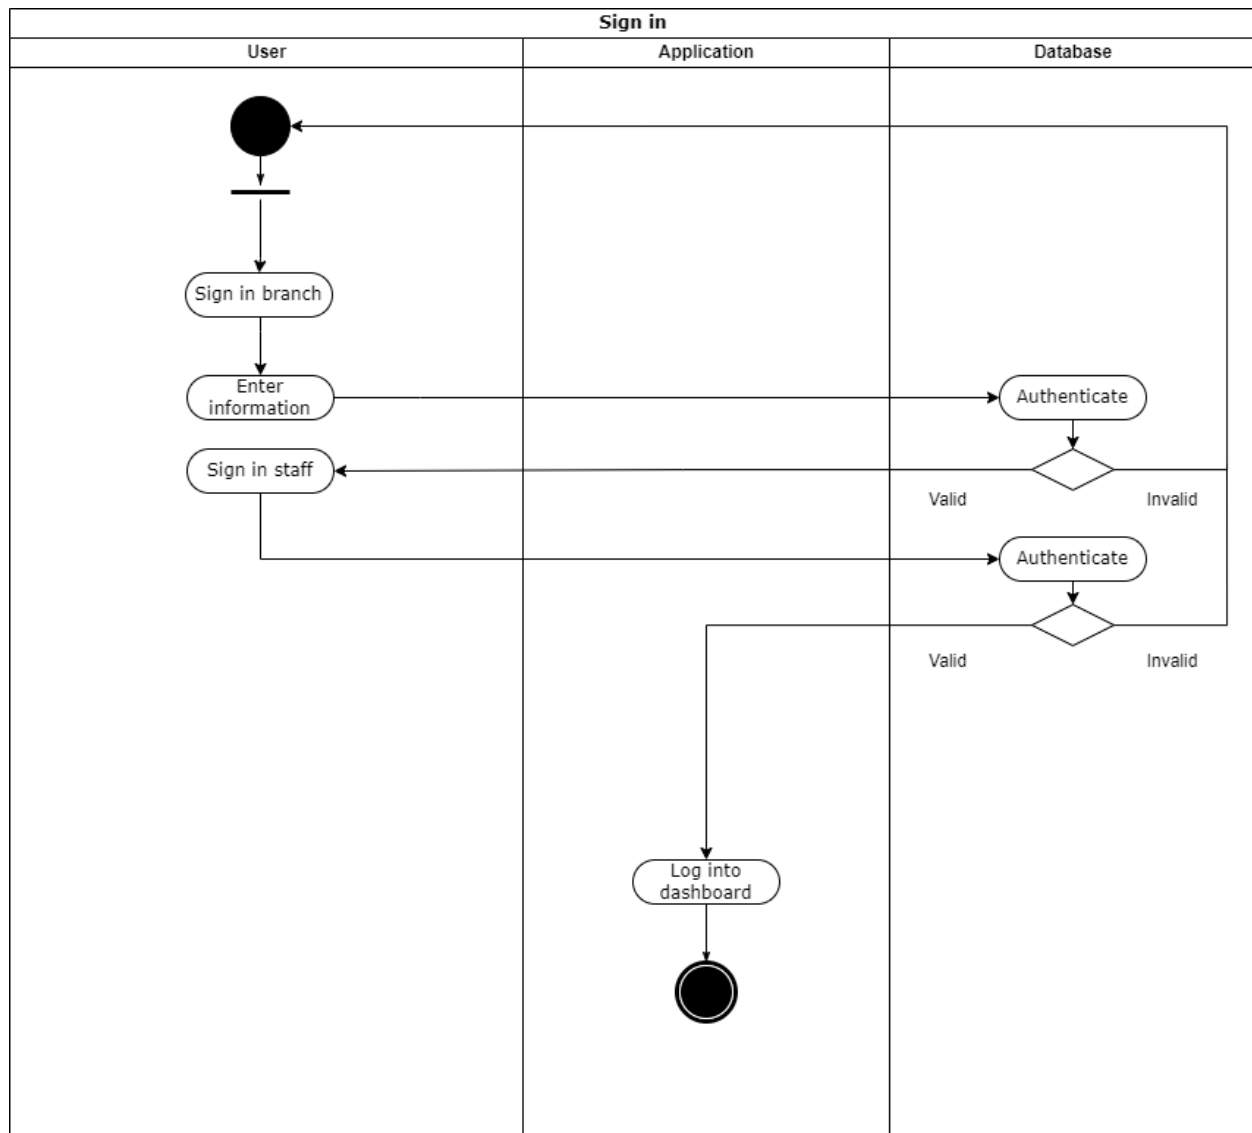 Sign in
User
Application
Database
Sign in branch
Enter
information
Authenticate
Sign in staff
Valid
Invalid
Authenticate
Valid
Invalid
Log into
dashboard